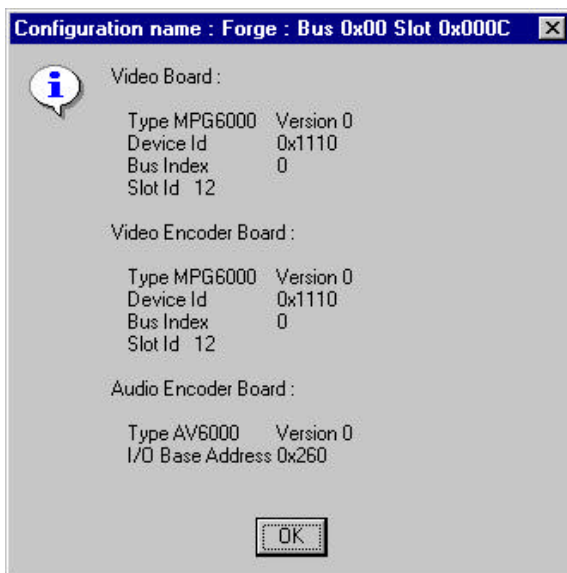 Configuration name : Forge : Bus 0x00 Slot 0x000C
Video Board :
Type MPG6000 Version 0
Device Id 0x1110
Bus Index 0
Slot Id 12
Video Encoder Board :
Type MPG6000 Version 0
Device Id 0x1110
Bus Index 0
Slot Id 12
Audio Encoder Board :
Type AV6000 Version 0
I/O Base Address 0x260
OK